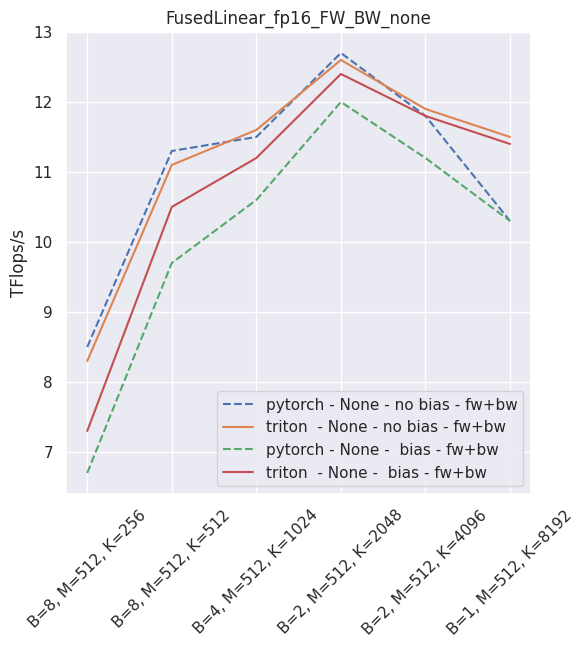 FusedLinear_fp16_FW_BW_none
TFlops/s
13
12
11
10
9
8
7
pytorch - None - no bias - fw+bw
triton  - None - no bias - fw+bw
pytorch - None -  bias - fw+bw
triton  - None -  bias - fw+bw
B=8, M=512, K=256
B=8, M=512, K=512
B=4, M=512, K=1024
B=2, M=512, K=2048
B=2, M=512, K=4096
B=1, M=512, K=8192